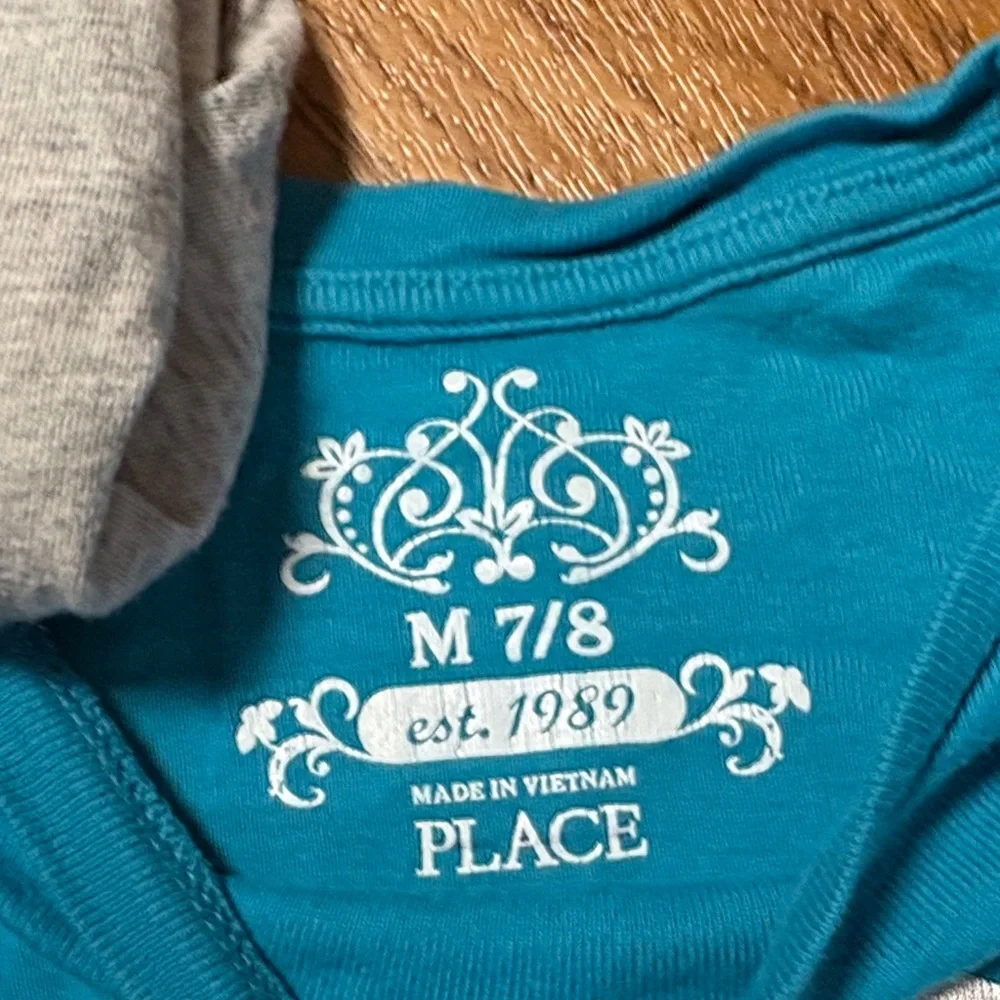 M 7/8
est. 1989
MADE IN VIETNAM
PLACE